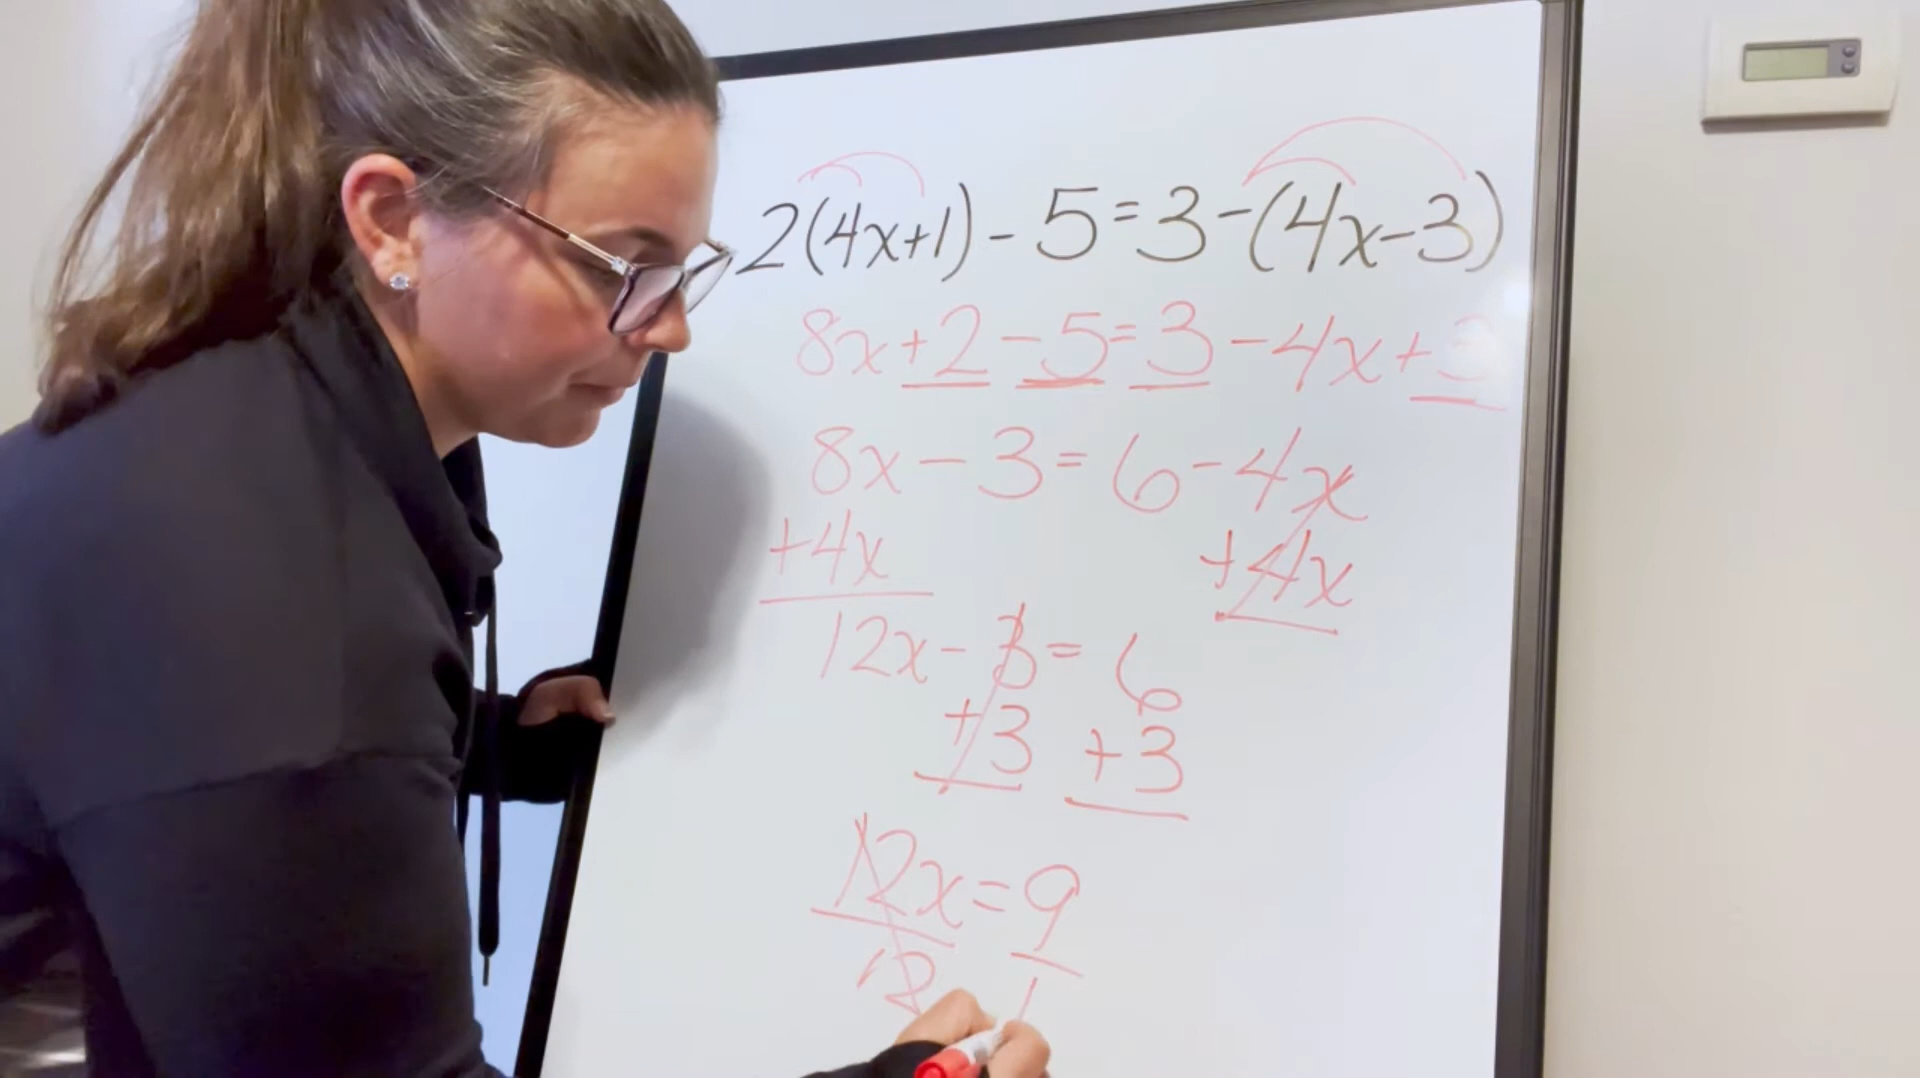 2(4x+1) - 5 = 3 - (4x-3)
8x + 2 - 5 = 3 - 4x + 3
8x - 3 = 6 - 4x
+4x +4x
12x - 3 = 6
+3 +3
12x = 9
12 1